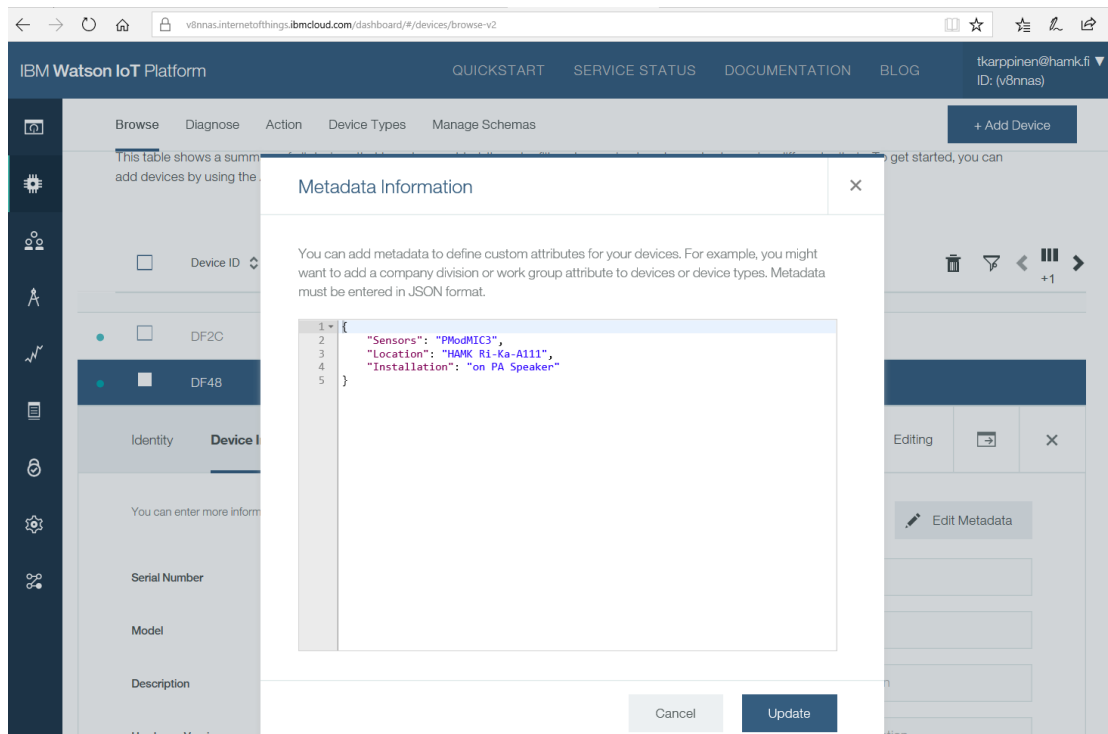 v8nnas.internetofthings.ibmcloud.com/dashboard/#/devices/browse-v2
IBM Watson IoT Platform
QUICKSTART SERVICE STATUS DOCUMENTATION BLOG
tkarppinen@hamk.fi ▼
ID: (v8nnas)
Browse Diagnose Action Device Types Manage Schemas
+ Add Device
This table shows a summ
To get started, you can
add devices by using the
Metadata Information
You can add metadata to define custom attributes for your devices. For example, you might
want to add a company division or work group attribute to devices or device types. Metadata
must be entered in JSON format.
Device ID
+1
1 {
2 "Sensors": "PModMIC3",
3 "Location": "HAMK Ri-Ka-A111",
4 "Installation": "on PA Speaker"
5 }
DF2C
DF48
Identity Device I
Editing
You can enter more inform
Edit Metadata
Serial Number
Model
Description
Cancel Update